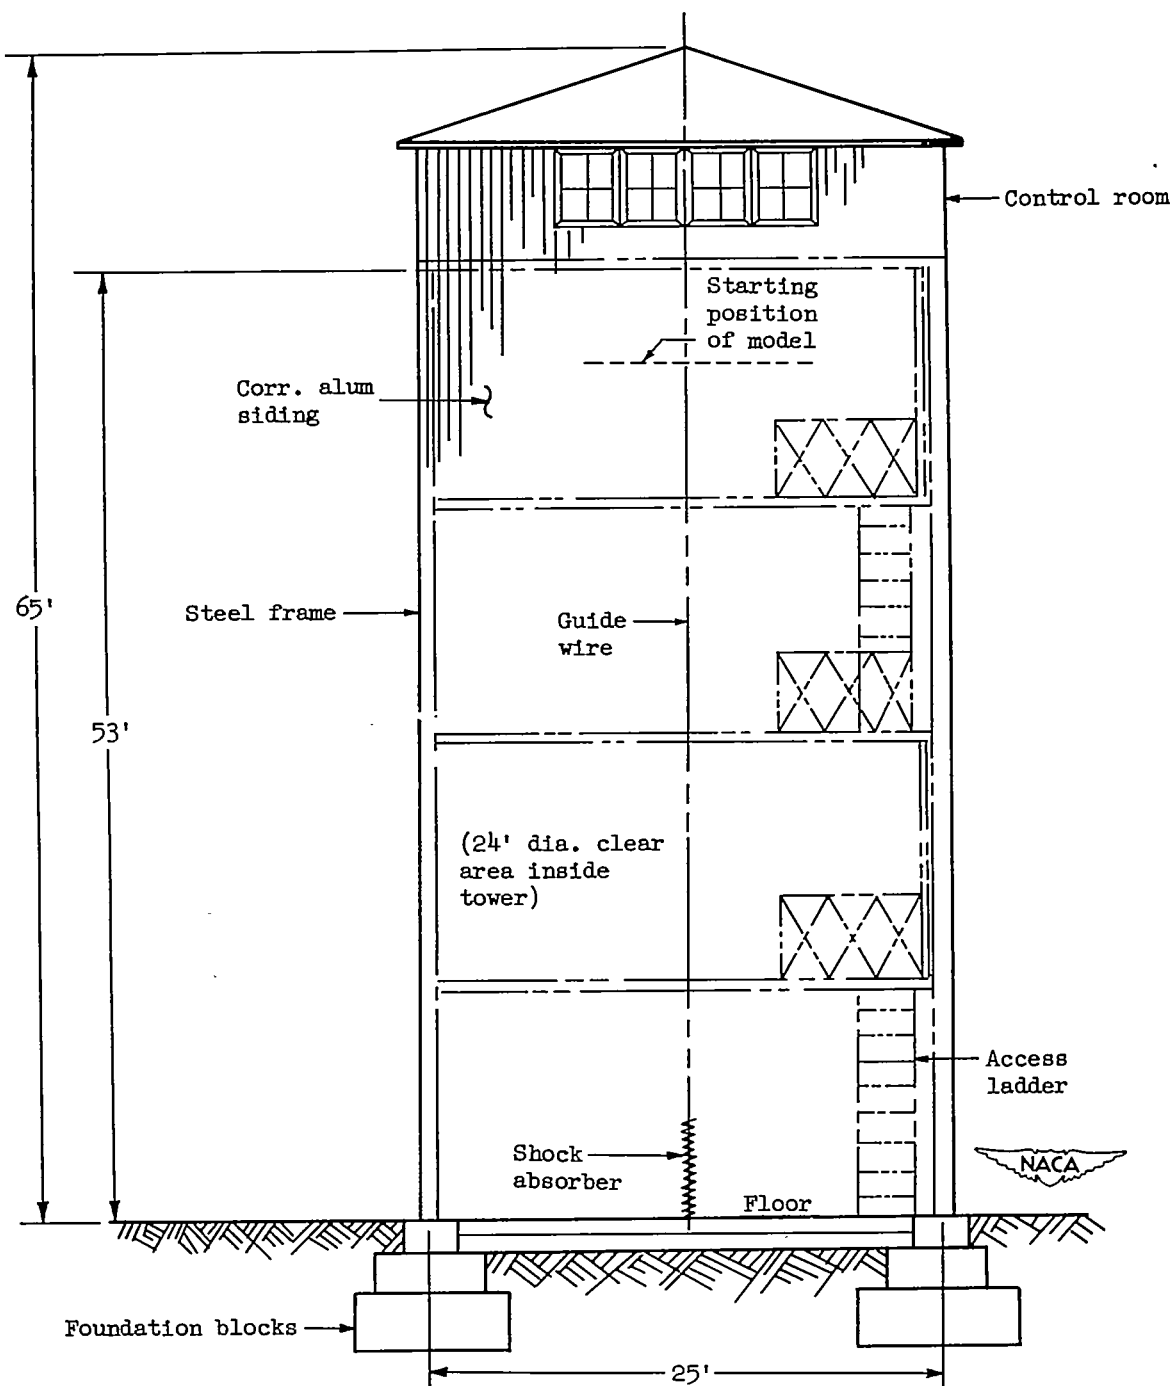 Control room
Starting
position
of model
Corr. alum
siding
65'
Steel frame
Guide
wire
53'
(24' dia. clear
area inside
tower)
Access
ladder
Shock
absorber
NACA
Floor
Foundation blocks
25'